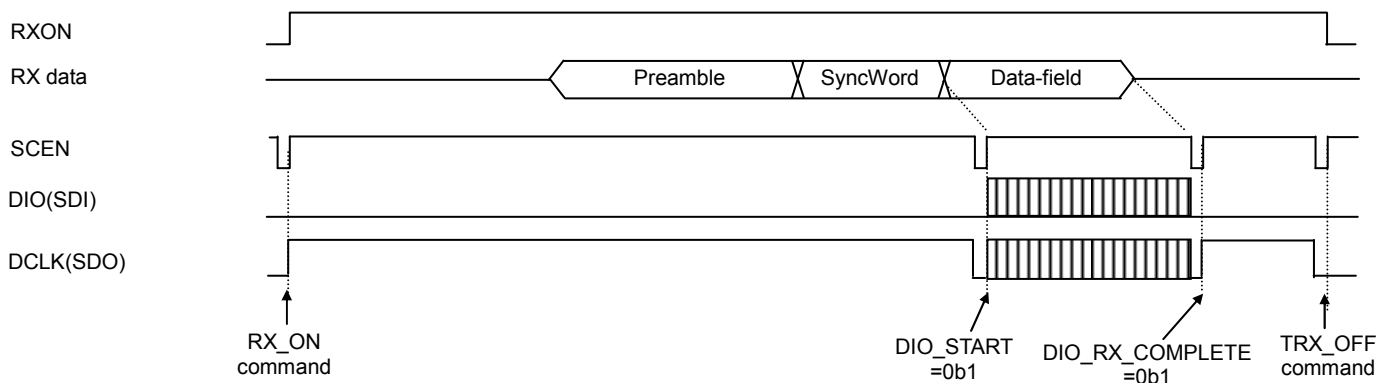 RXON
RX data
Preamble
SyncWord
Data-field
SCEN
DIO(SDI)
DCLK(SDO)
RX_ON
command
DIO_START
=0b1
DIO_RX_COMPLETE
=0b1
TRX_OFF
command